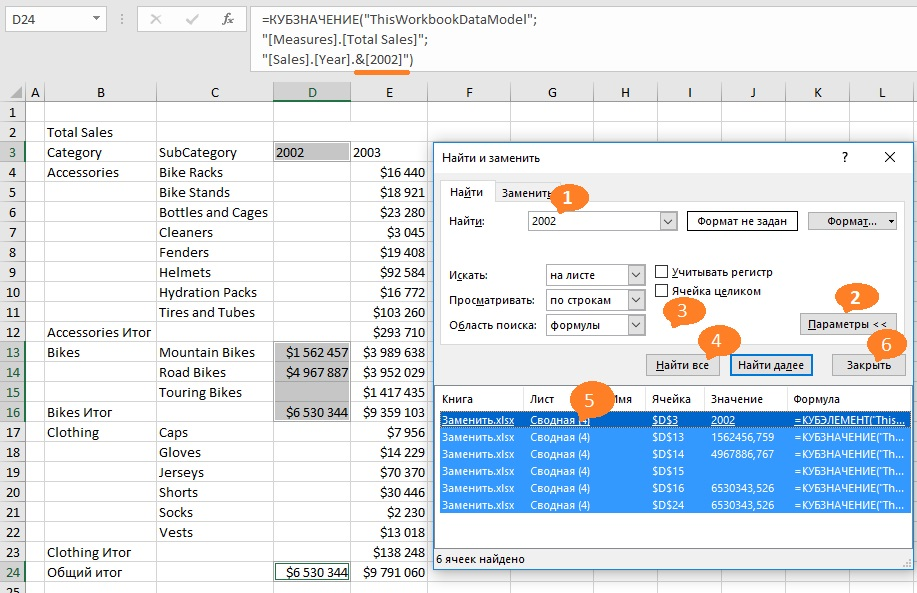 D24
fx
=КУБЗНАЧЕНИЕ("ThisWorkbookDataModel";
"[Measures].[Total Sales]";
"[Sales].[Year].&[2002]")
A B C D E F G H I J K L
1
2 Total Sales
3 Category SubCategory 2002 2003
4 Accessories Bike Racks $16 440
5 Bike Stands $18 921
6 Bottles and Cages $23 280
7 Cleaners $3 045
8 Fenders $19 408
9 Helmets $92 584
10 Hydration Packs $16 772
11 Tires and Tubes $103 260
12 Accessories Итог $293 710
13 Bikes Mountain Bikes $1 562 457 $3 989 638
14 Road Bikes $4 967 887 $3 952 029
15 Touring Bikes $1 417 435
16 Bikes Итог $6 530 344 $9 359 103
17 Clothing Caps $7 956
18 Gloves $14 229
19 Jerseys $70 370
20 Shorts $30 446
21 Socks $2 230
22 Vests $13 018
23 Clothing Итог $138 248
24 Общий итог $6 530 344 $9 791 060
25
Найти и заменить ?
Найти Заменить 1
Найти: 2002 Формат не задан Формат...
Искать: на листе Учитывать регистр
Просматривать: по строкам Ячейка целиком 2
Область поиска: формулы 3 Параметры <<
4 6
Найти все Найти далее Закрыть
5
Книга Лист Имя Ячейка Значение Формула
Заменить.xlsx Сводная (4) $D$3 2002 =КУБЭЛЕМЕНТ("This...
Заменить.xlsx Сводная (4) $D$13 1562456,759 =КУБЗНАЧЕНИЕ("Th...
Заменить.xlsx Сводная (4) $D$14 4967886,767 =КУБЗНАЧЕНИЕ("Th...
Заменить.xlsx Сводная (4) $D$15 =КУБЗНАЧЕНИЕ("Th...
Заменить.xlsx Сводная (4) $D$16 6530343,526 =КУБЗНАЧЕНИЕ("Th...
Заменить.xlsx Сводная (4) $D$24 6530343,526 =КУБЗНАЧЕНИЕ("Th...
6 ячеек найдено